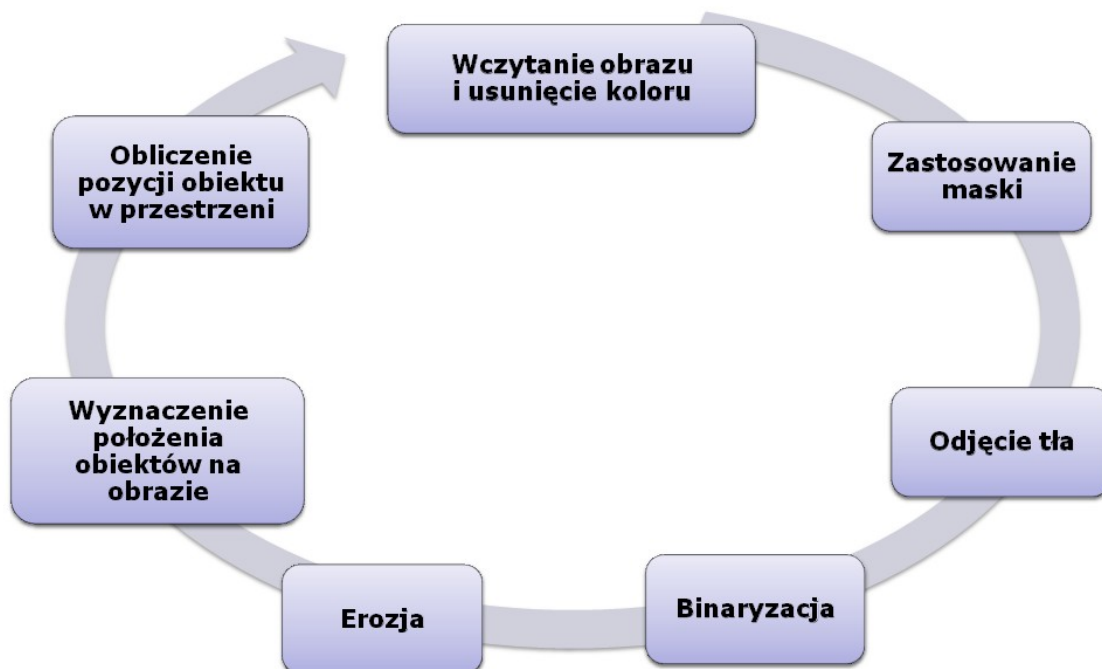 Wczytanie obrazu
i usunięcie koloru
Zastosowanie
maski
Odjęcie tła
Binaryzacja
Erozja
Wyznaczenie
położenia
obiektów na
obrazie
Obliczenie
pozycji obiektu
w przestrzeni